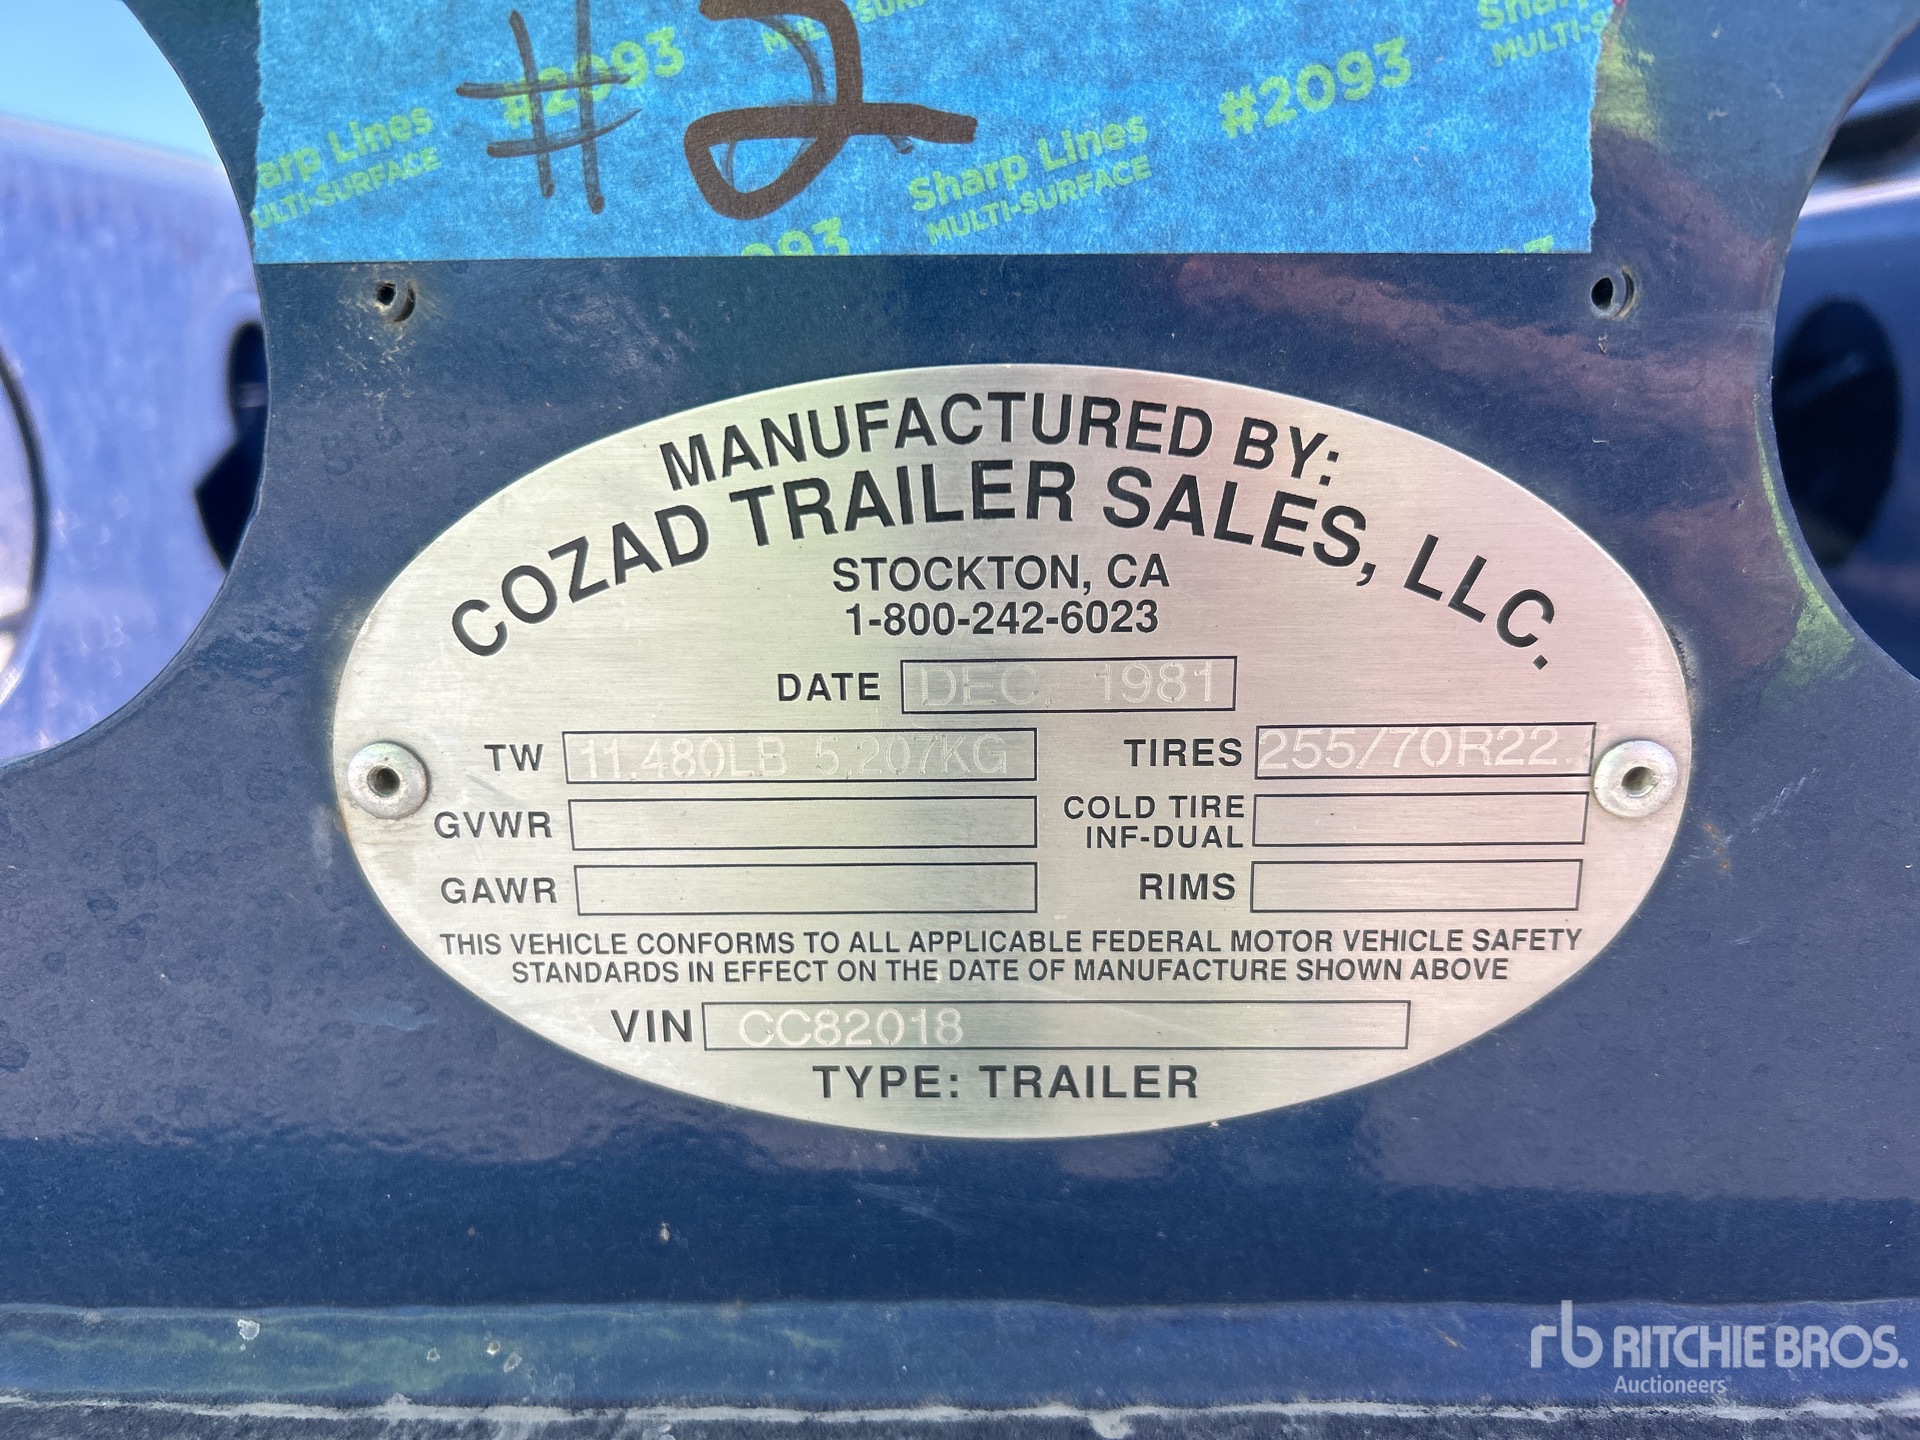 #2
#2093
Sharp Lines
MULTI-SURFACE
Sharp Lines
MULTI-SURFACE
#2093
MANUFACTURED BY:
COZAD TRAILER SALES, LLC.
STOCKTON, CA
1-800-242-6023
DATE DEC, 1981
TW 11,480LB 5,207KG TIRES 255/70R22.
GVWR COLD TIRE
INF-DUAL
GAWR RIMS
THIS VEHICLE CONFORMS TO ALL APPLICABLE FEDERAL MOTOR VEHICLE SAFETY
STANDARDS IN EFFECT ON THE DATE OF MANUFACTURE SHOWN ABOVE
VIN CC82018
TYPE: TRAILER
rb RITCHIE BROS.
Auctioneers